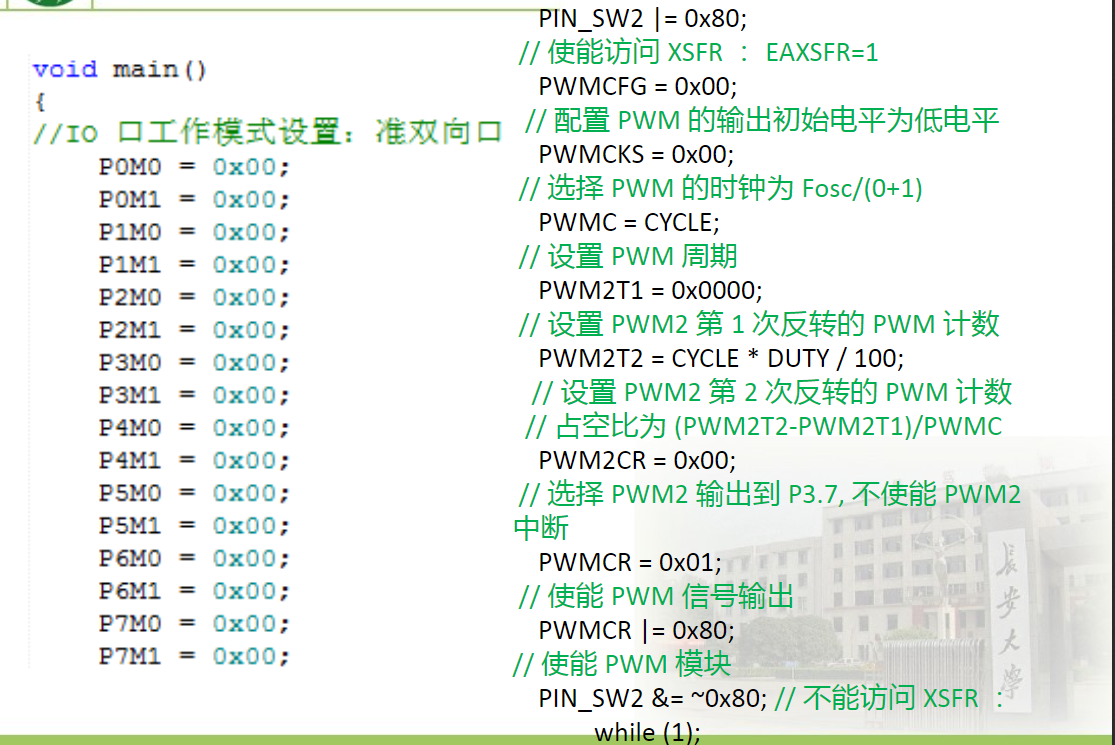 void main()
{
//IO 口工作模式设置：准双向口
P0M0 = 0x00;
P0M1 = 0x00;
P1M0 = 0x00;
P1M1 = 0x00;
P2M0 = 0x00;
P2M1 = 0x00;
P3M0 = 0x00;
P3M1 = 0x00;
P4M0 = 0x00;
P4M1 = 0x00;
P5M0 = 0x00;
P5M1 = 0x00;
P6M0 = 0x00;
P6M1 = 0x00;
P7M0 = 0x00;
P7M1 = 0x00;
PIN_SW2 |= 0x80;
// 使能访问 XSFR ： EAXSFR=1
PWMCFG = 0x00;
// 配置 PWM 的输出初始电平为低电平
PWMCKS = 0x00;
// 选择 PWM 的时钟为 Fosc/(0+1)
PWMC = CYCLE;
// 设置 PWM 周期
PWM2T1 = 0x0000;
// 设置 PWM2 第 1 次反转的 PWM 计数
PWM2T2 = CYCLE * DUTY / 100;
// 设置 PWM2 第 2 次反转的 PWM 计数
// 占空比为 (PWM2T2-PWM2T1)/PWMC
PWM2CR = 0x00;
// 选择 PWM2 输出到 P3.7, 不使能 PWM2
中断
PWMCR = 0x01;
// 使能 PWM 信号输出
PWMCR |= 0x80;
// 使能 PWM 模块
PIN_SW2 &= ~0x80; // 不能访问 XSFR ：
while (1);
长安大学